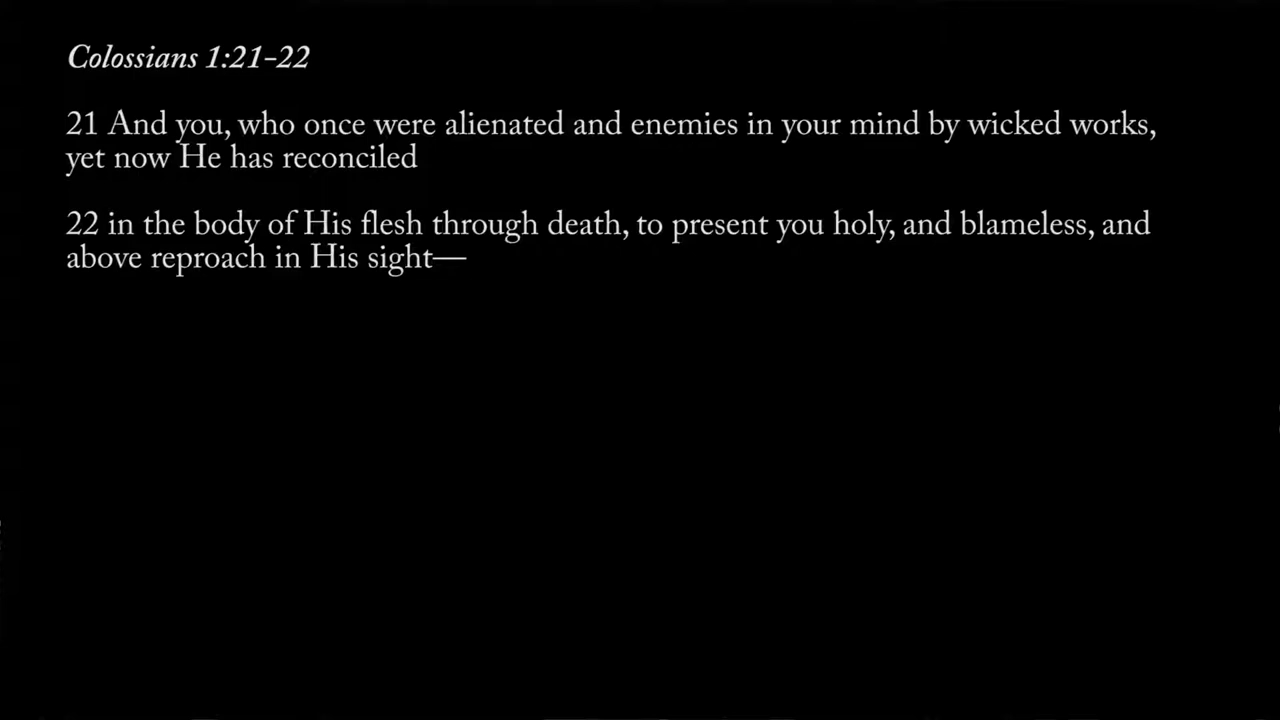 Colossians 1:21-22
21 And you, who once were alienated and enemies in your mind by wicked works,
yet now He has reconciled
22 in the body of His flesh through death, to present you holy, and blameless, and
above reproach in His sight—